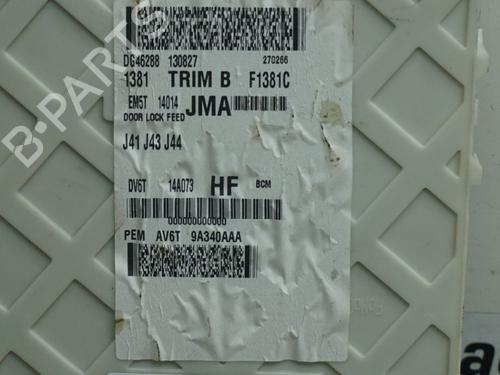 DG46288 130827 270266
1381 TRIM B F1381C
EM5T 14014 JMA
DOOR LOCK FEED
J41 J43 J44
DV6T 14A073 HF BCM
000000000000
PEM AV6T 9A340AAA
B-PARTS